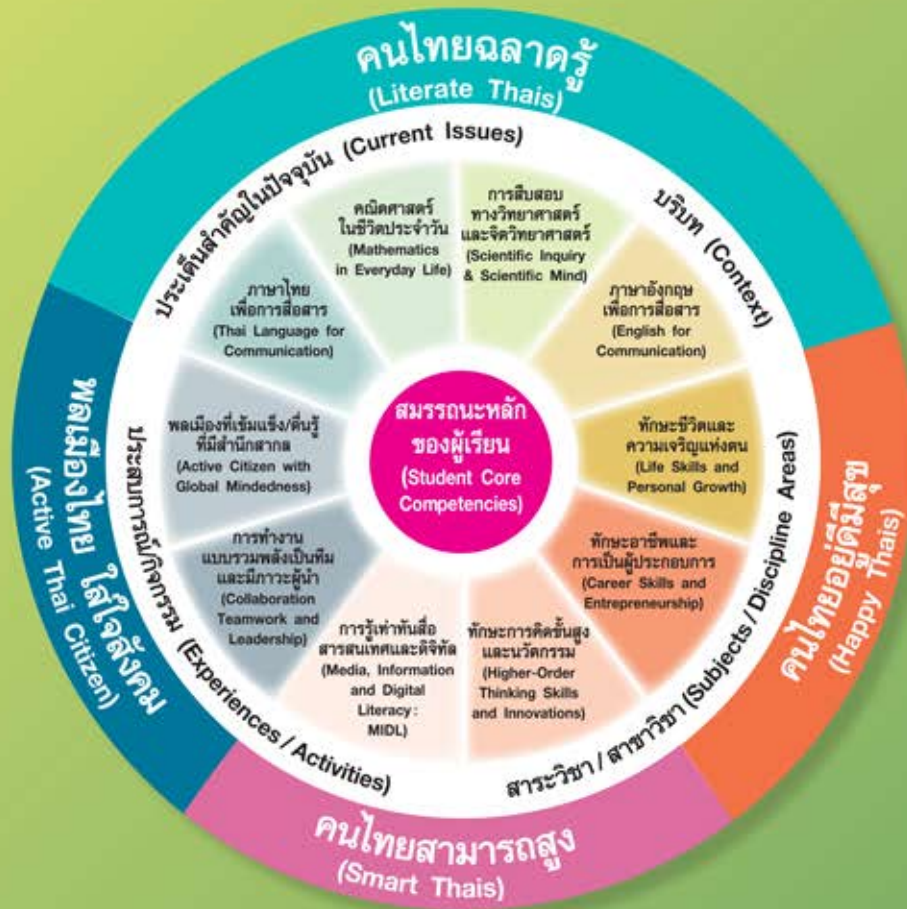 คนไทยฉลาดรู้
(Literate Thais)
ประเด็นสำคัญในปัจจุบัน (Current Issues)
บริบท (Context)
คณิตศาสตร์
ในชีวิตประจำวัน
(Mathematics
in Everyday Life)
การสืบสอบ
ทางวิทยาศาสตร์
และจิตวิทยาศาสตร์
(Scientific Inquiry
& Scientific Mind)
ภาษาไทย
เพื่อการสื่อสาร
(Thai Language for
Communication)
ภาษาอังกฤษ
เพื่อการสื่อสาร
(English for
Communication)
สมรรถนะหลัก
ของผู้เรียน
(Student Core
Competencies)
พลเมืองที่เข้มแข็ง/ตื่นรู้
ที่มีสำนึกสากล
(Active Citizen with
Global Mindedness)
ทักษะชีวิตและ
ความเจริญแห่งตน
(Life Skills and
Personal Growth)
การทำงาน
แบบรวมพลังเป็นทีม
และมีภาวะผู้นำ
(Collaboration
Teamwork and
Leadership)
ทักษะอาชีพและ
การเป็นผู้ประกอบการ
(Career Skills and
Entrepreneurship)
การรู้เท่าทันสื่อ
สารสนเทศและดิจิทัล
(Media, Information
and Digital
Literacy:
MIDL)
ทักษะการคิดขั้นสูง
และนวัตกรรม
(Higher-Order
Thinking Skills
and Innovations)
ประสบการณ์/กิจกรรม (Experiences / Activities)
สาระวิชา / สาขาวิชา (Subjects / Discipline Areas)
พลเมืองไทย ใส่ใจสังคม
(Active Thai Citizen)
คนไทยอยู่ดีมีสุข
(Happy Thais)
คนไทยสามารถสูง
(Smart Thais)